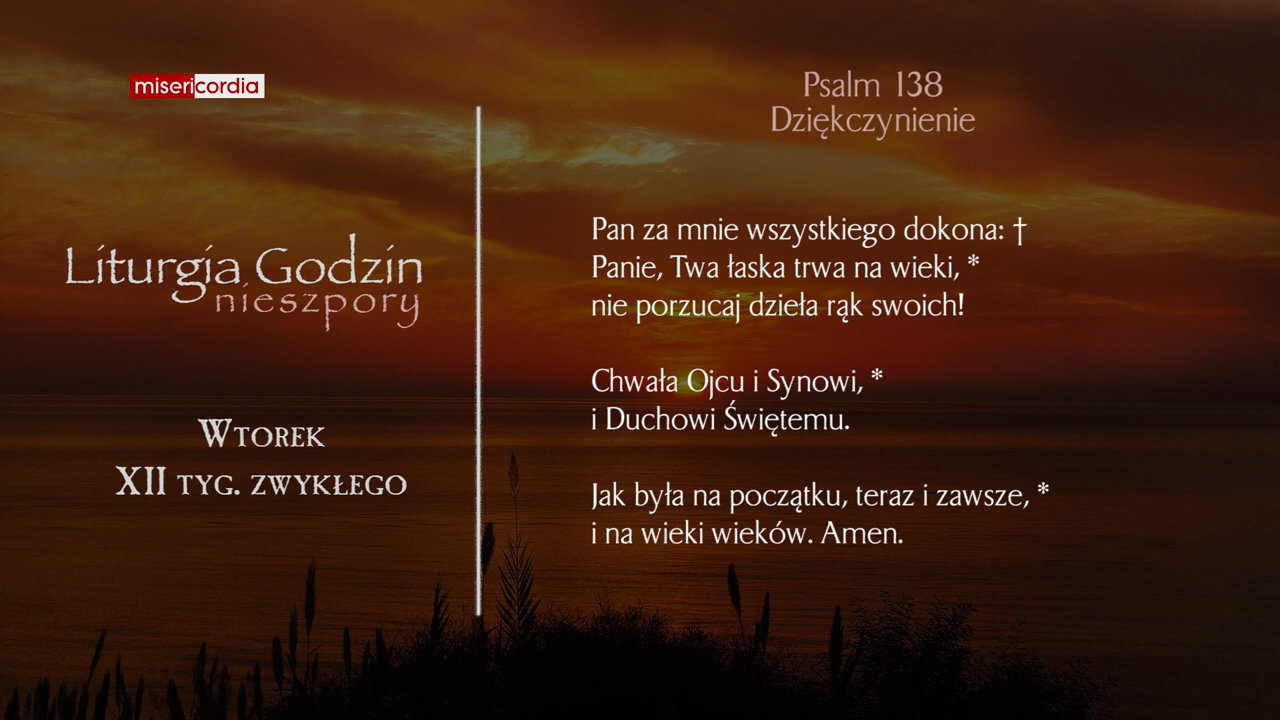 misericordia
Liturgia Godzin
nieszpory
Wtorek
XII tyg. zwykłego
Psalm 138
Dziękczynienie
Pan za mnie wszystkiego dokona: †
Panie, Twa łaska trwa na wieki, *
nie porzucaj dzieła rąk swoich!
Chwała Ojcu i Synowi, *
i Duchowi Świętemu.
Jak była na początku, teraz i zawsze, *
i na wieki wieków. Amen.